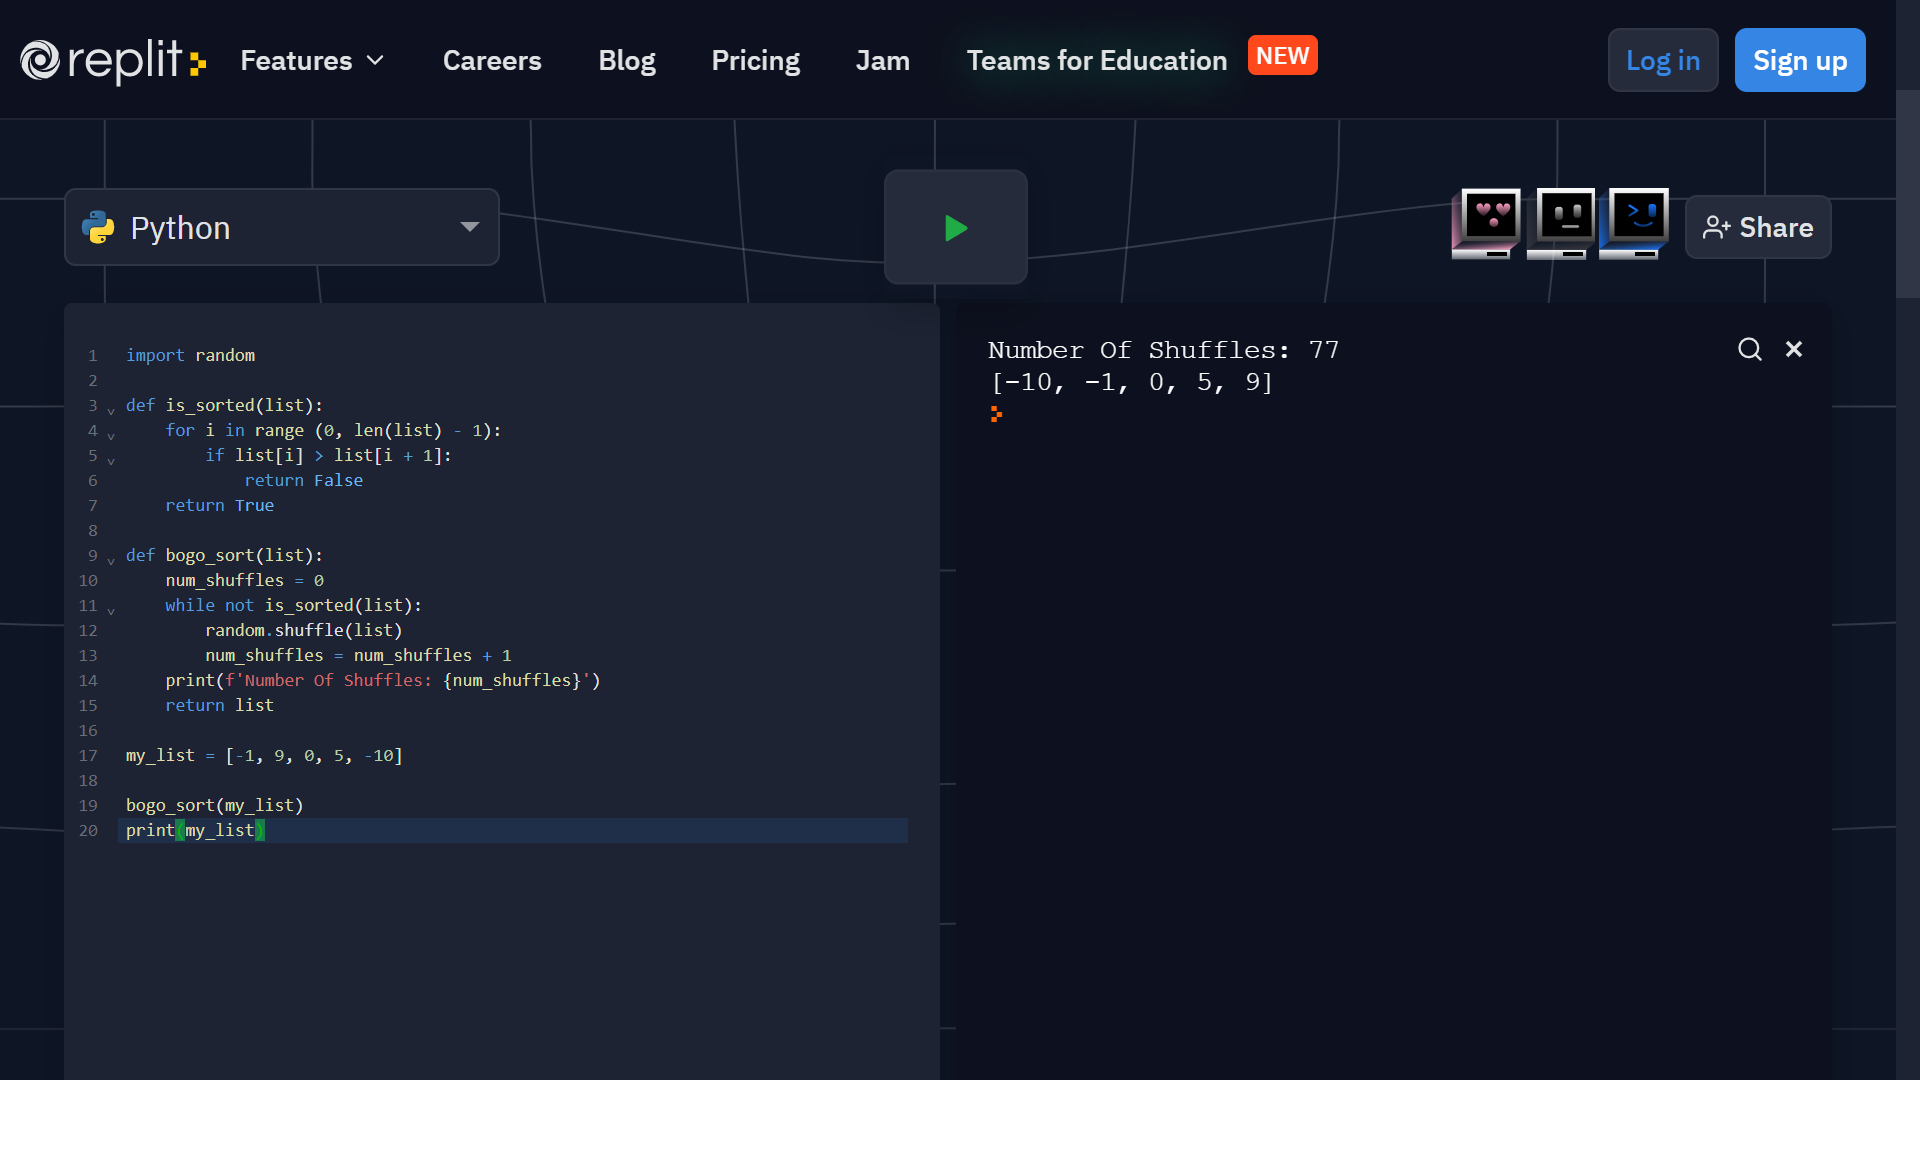 replit Features Careers Blog Pricing Jam Teams for Education NEW Log in Sign up
Python
Share
1 import random
2
3 def is_sorted(list):
4     for i in range (0, len(list) - 1):
5         if list[i] > list[i + 1]:
6             return False
7     return True
8
9 def bogo_sort(list):
10     num_shuffles = 0
11     while not is_sorted(list):
12         random.shuffle(list)
13         num_shuffles = num_shuffles + 1
14     print(f'Number Of Shuffles: {num_shuffles}')
15     return list
16
17 my_list = [-1, 9, 0, 5, -10]
18
19 bogo_sort(my_list)
20 print(my_list)
Number Of Shuffles: 77
[-10, -1, 0, 5, 9]